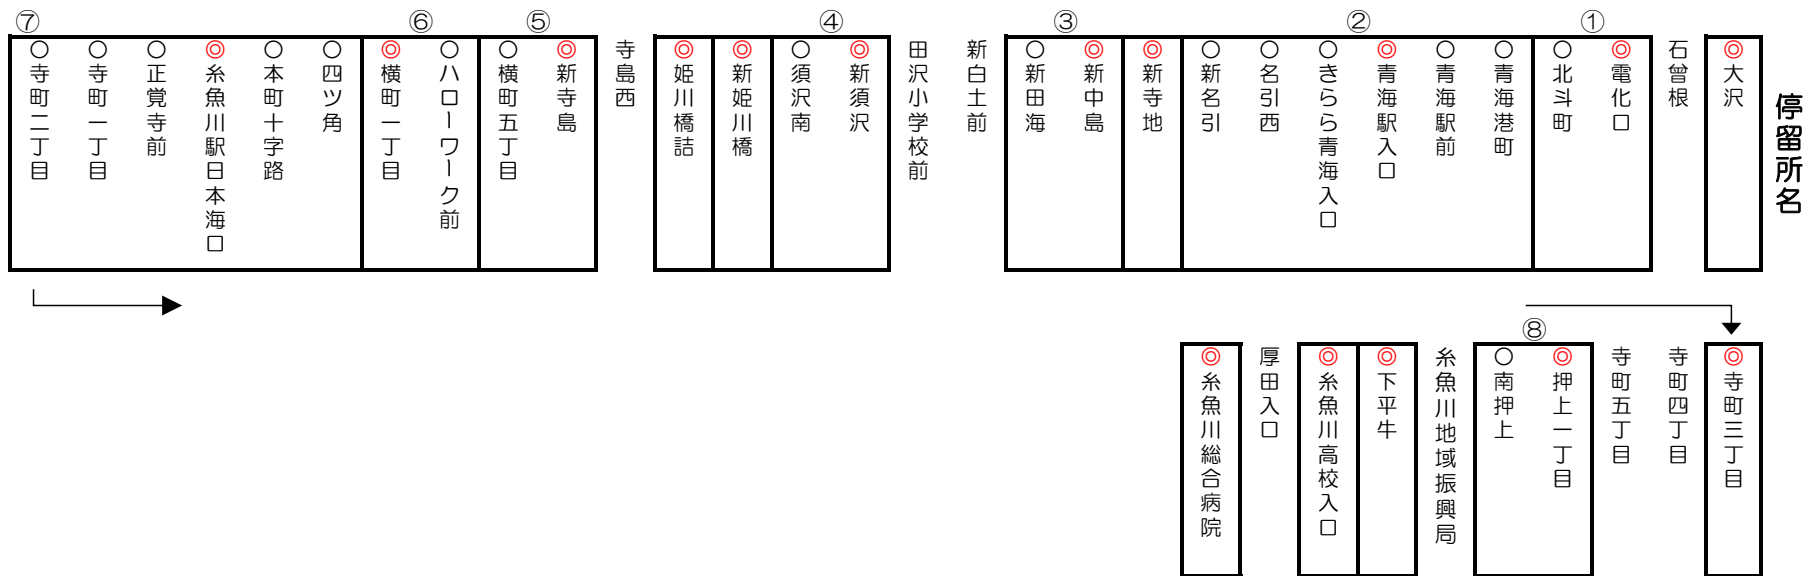 停留所名
◎大沢
石曽根
①
◎電化口
○北斗町
②
○青海港町
○青海駅前
◎青海駅入口
○きらら青海入口
○名引西
○新名引
◎新寺地
③
◎新中島
○新田海
新白土前
田沢小学校前
④
◎新須沢
○須沢南
◎新姫川橋
◎姫川橋詰
寺島西
⑤
◎新寺島
○横町五丁目
⑥
○ハローワーク前
◎横町一丁目
⑦
○四ツ角
○本町十字路
◎糸魚川駅日本海口
○正覚寺前
○寺町一丁目
○寺町二丁目
◎寺町三丁目
寺町四丁目
寺町五丁目
⑧
◎押上一丁目
○南押上
糸魚川地域振興局
◎下平牛
◎糸魚川高校入口
厚田入口
◎糸魚川総合病院